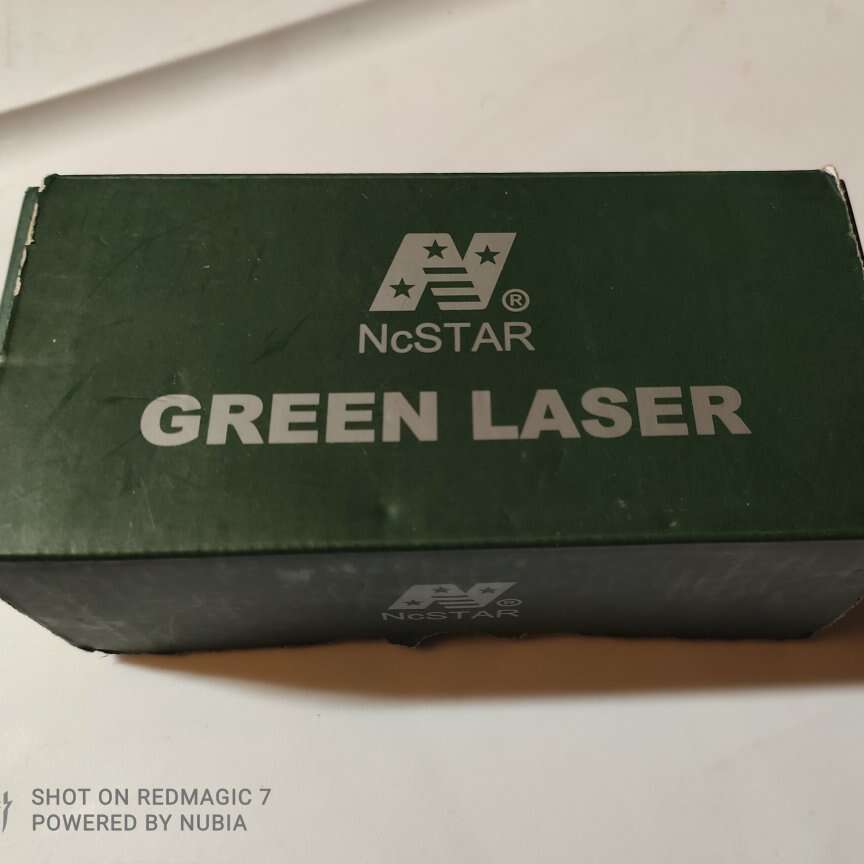 ®
NcSTAR
GREEN LASER
®
NcSTAR
SHOT ON REDMAGIC 7
POWERED BY NUBIA